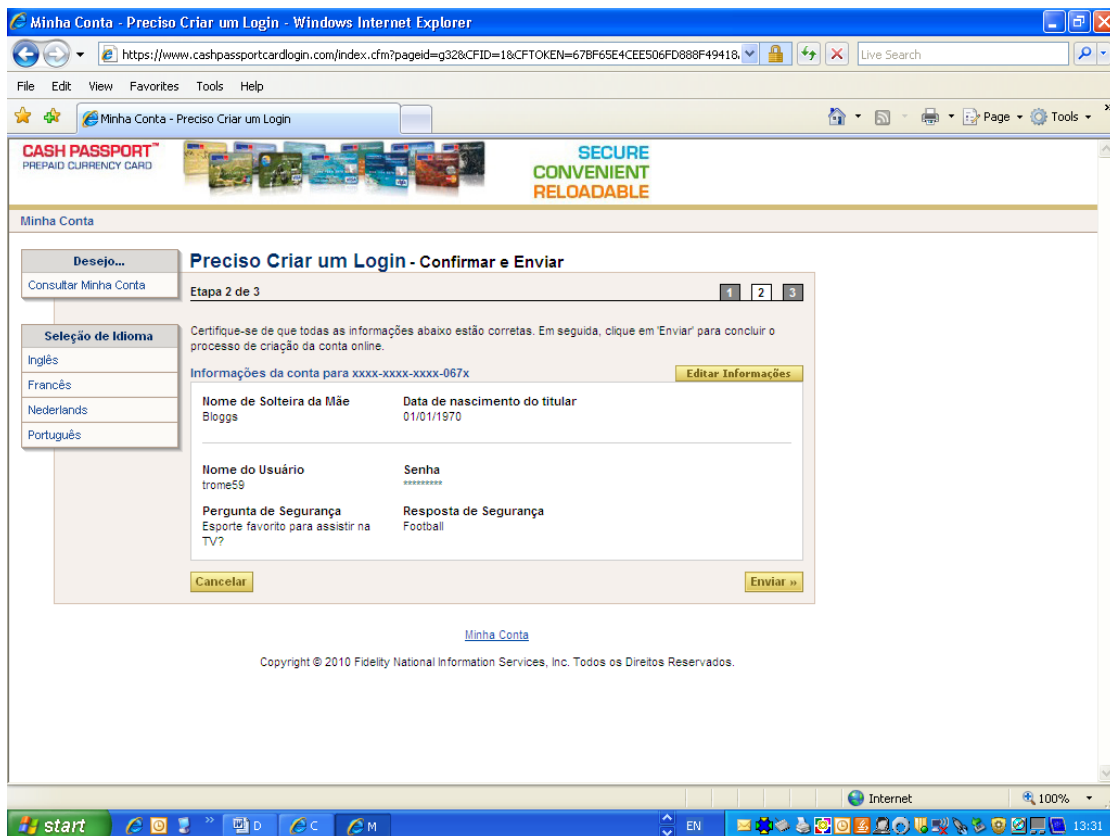 Minha Conta - Preciso Criar um Login - Windows Internet Explorer
https://www.cashpassportcardlogin.com/index.cfm?pageid=g32&CFID=1&CFTOKEN=67BF65E4CEE506FD888F49418
Live Search
File Edit View Favorites Tools Help
Minha Conta - Preciso Criar um Login
Page Tools
CASH PASSPORT™
PREPAID CURRENCY CARD
SECURE
CONVENIENT
RELOADABLE
Minha Conta
Desejo...
Consultar Minha Conta
Seleção de Idioma
Inglês
Francês
Nederlands
Português
Preciso Criar um Login - Confirmar e Enviar
Etapa 2 de 3
1 2 3
Certifique-se de que todas as informações abaixo estão corretas. Em seguida, clique em 'Enviar' para concluir o
processo de criação da conta online.
Informações da conta para xxxx-xxxx-xxxx-067x
Editar Informações
Nome de Solteira da Mãe
Bloggs
Data de nascimento do titular
01/01/1970
Nome do Usuário
trome59
Senha
*********
Pergunta de Segurança
Esporte favorito para assistir na
TV?
Resposta de Segurança
Football
Cancelar
Enviar »
Minha Conta
Copyright © 2010 Fidelity National Information Services, Inc. Todos os Direitos Reservados.
Internet
100%
start
D
C
M
EN
13:31